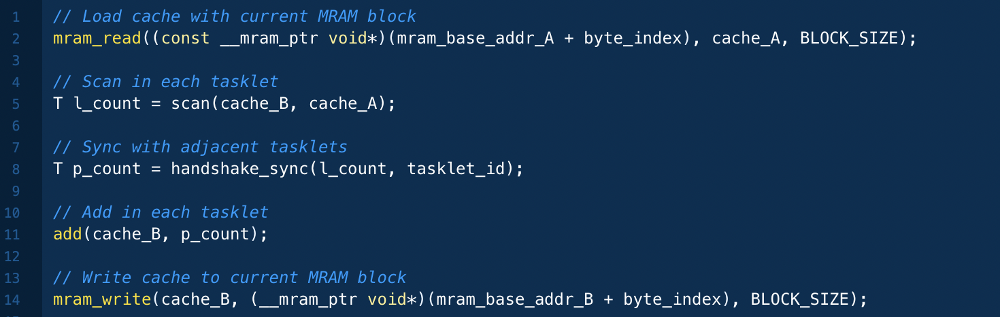 1 // Load cache with current MRAM block
2 mram_read((const __mram_ptr void*)(mram_base_addr_A + byte_index), cache_A, BLOCK_SIZE);
3
4 // Scan in each tasklet
5 T l_count = scan(cache_B, cache_A);
6
7 // Sync with adjacent tasklets
8 T p_count = handshake_sync(l_count, tasklet_id);
9
10 // Add in each tasklet
11 add(cache_B, p_count);
12
13 // Write cache to current MRAM block
14 mram_write(cache_B, (__mram_ptr void*)(mram_base_addr_B + byte_index), BLOCK_SIZE);